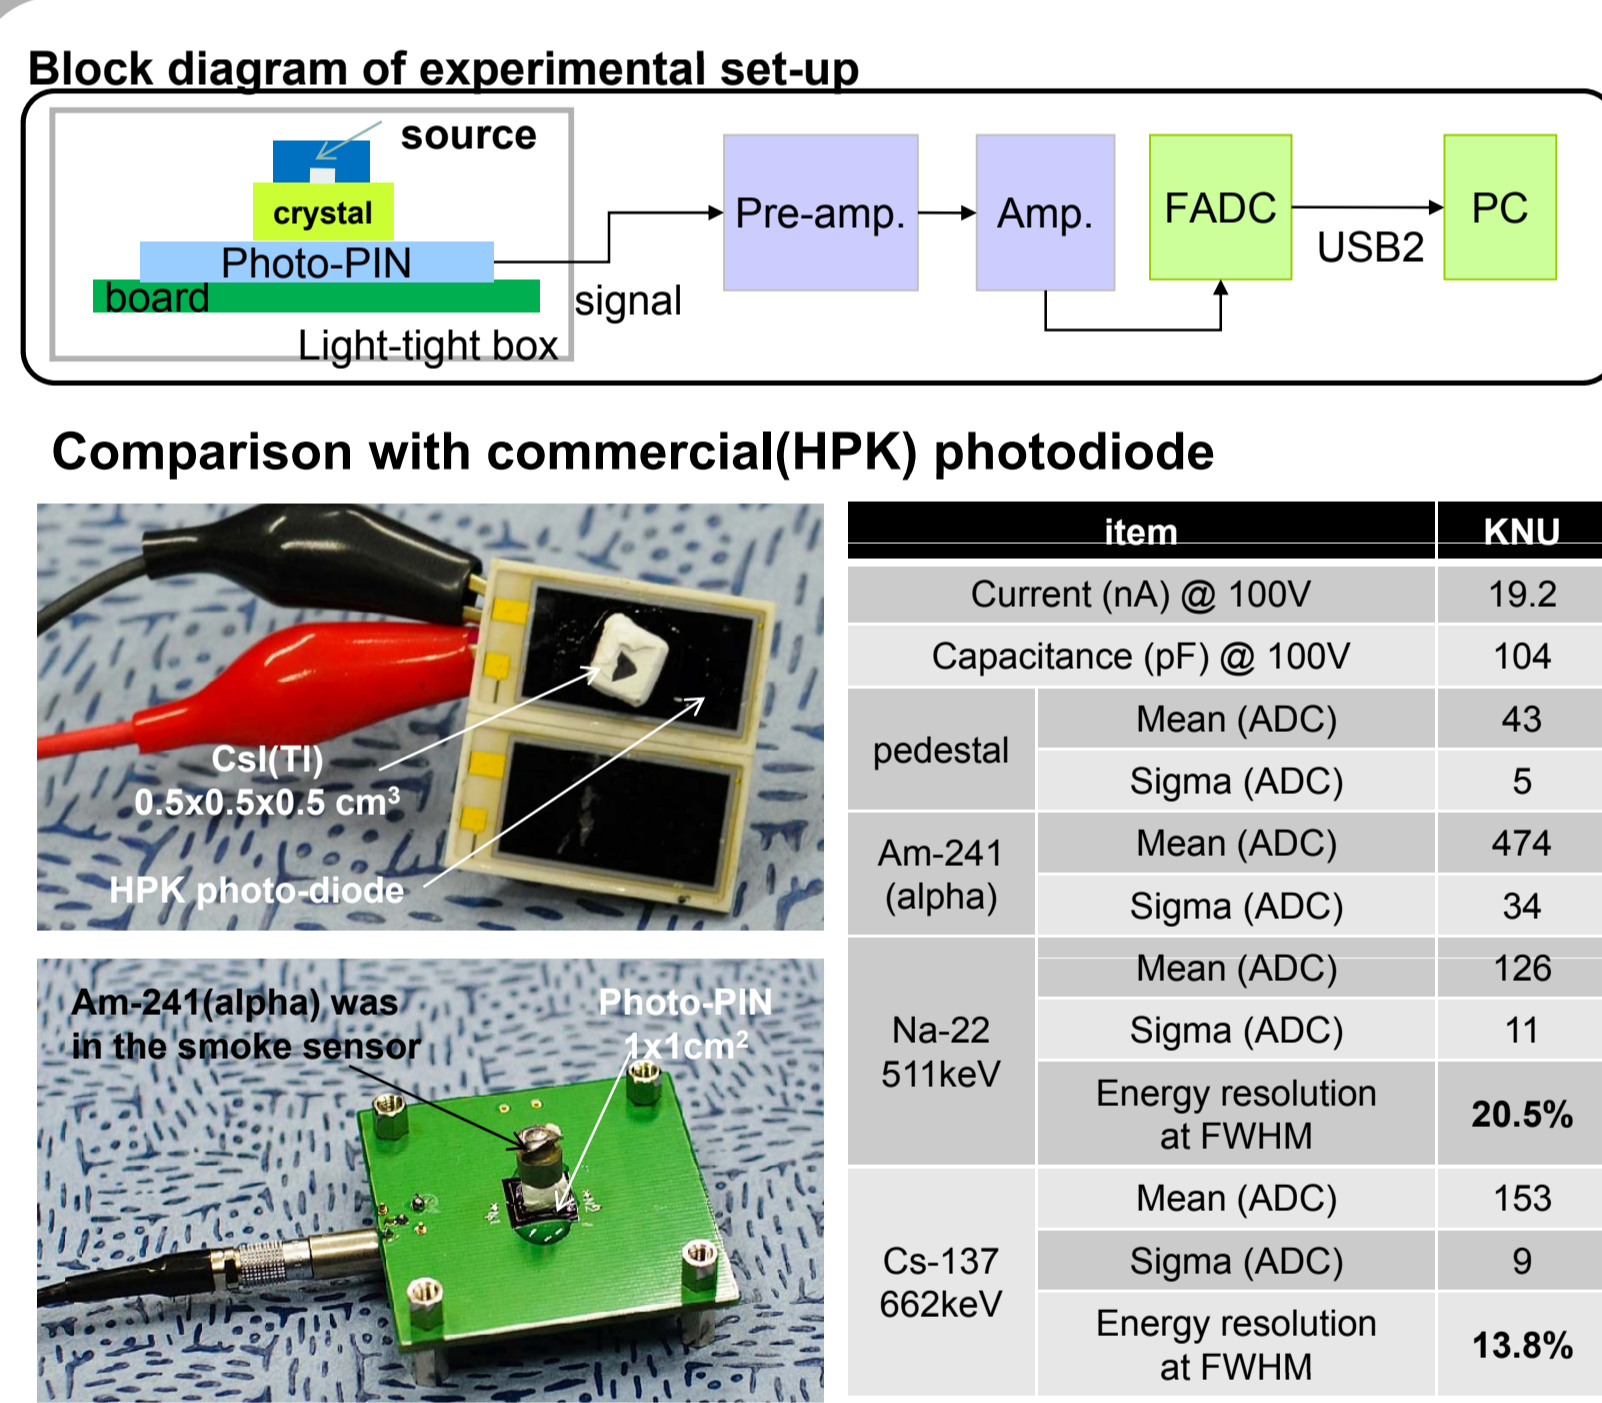 Block diagram of experimental set-up
source
crystal
Photo-PIN
board
Light-tight box
signal
Pre-amp.
Amp.
FADC
USB2
PC
Comparison with commercial(HPK) photodiode
CsI(Tl)
0.5x0.5x0.5 cm³
HPK photo-diode
Am-241(alpha) was
in the smoke sensor
Photo-PIN
1x1cm²
item KNU
Current (nA) @ 100V 19.2
Capacitance (pF) @ 100V 104
pedestal
Mean (ADC) 43
Sigma (ADC) 5
Am-241
(alpha)
Mean (ADC) 474
Sigma (ADC) 34
Na-22
511keV
Mean (ADC) 126
Sigma (ADC) 11
Energy resolution
at FWHM 20.5%
Cs-137
662keV
Mean (ADC) 153
Sigma (ADC) 9
Energy resolution
at FWHM 13.8%